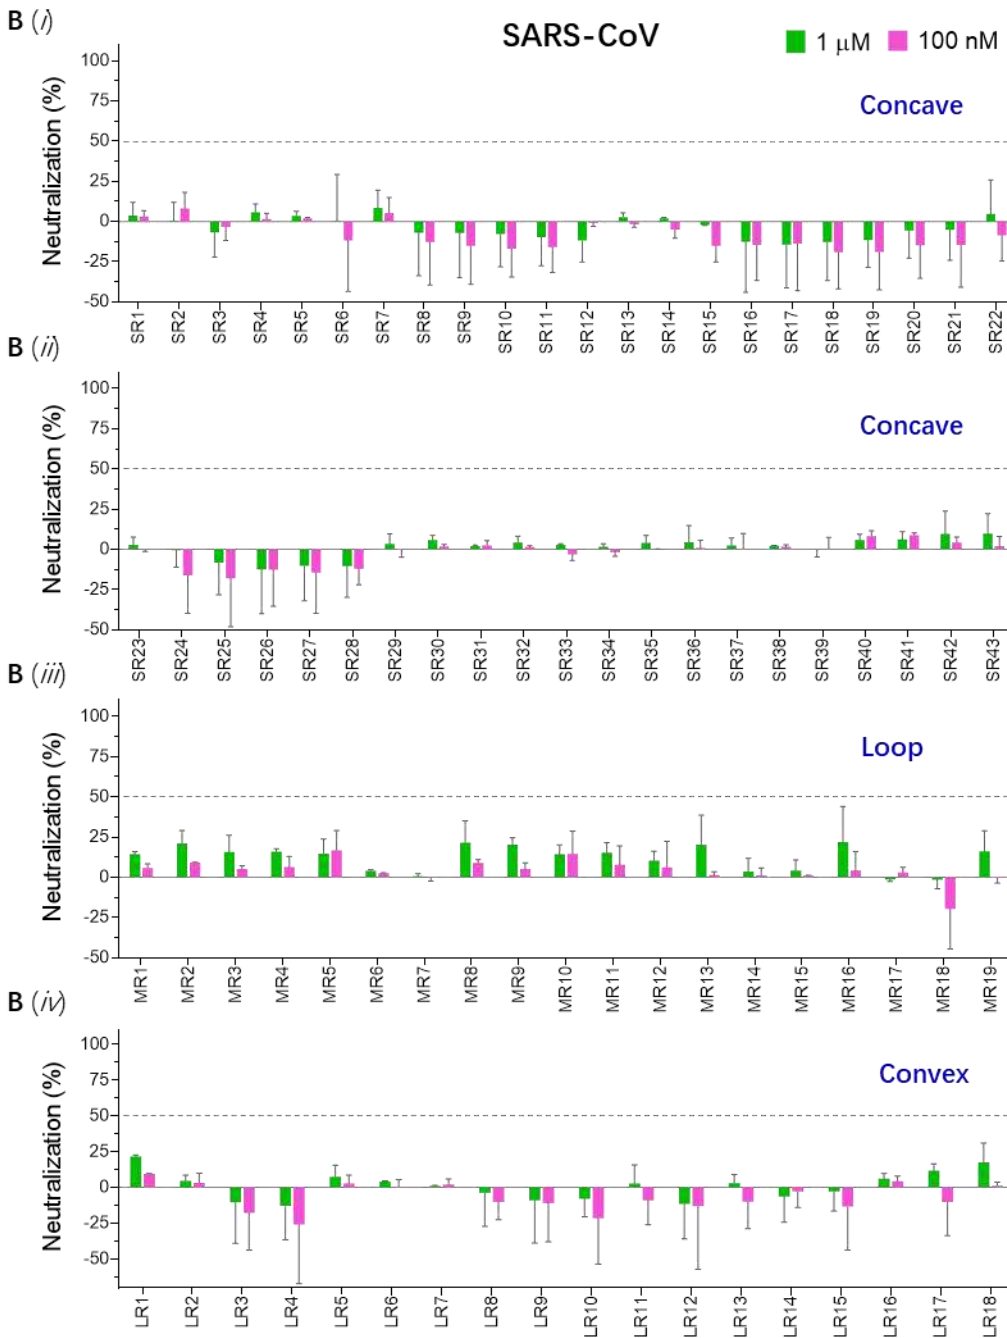 B (i)
SARS-CoV
1 μM
100 nM
Concave
Neutralization (%)
100
75
50
25
0
-25
-50
SR1 SR2 SR3 SR4 SR5 SR6 SR7 SR8 SR9 SR10 SR11 SR12 SR13 SR14 SR15 SR16 SR17 SR18 SR19 SR20 SR21 SR22
B (ii)
Concave
Neutralization (%)
100
75
50
25
0
-25
-50
SR23 SR24 SR25 SR26 SR27 SR28 SR29 SR30 SR31 SR32 SR33 SR34 SR35 SR36 SR37 SR38 SR39 SR40 SR41 SR42 SR43
B (iii)
Loop
Neutralization (%)
100
75
50
25
0
-25
-50
MR1 MR2 MR3 MR4 MR5 MR6 MR7 MR8 MR9 MR10 MR11 MR12 MR13 MR14 MR15 MR16 MR17 MR18 MR19
B (iv)
Convex
Neutralization (%)
100
75
50
25
0
-25
-50
LR1 LR2 LR3 LR4 LR5 LR6 LR7 LR8 LR9 LR10 LR11 LR12 LR13 LR14 LR15 LR16 LR17 LR18